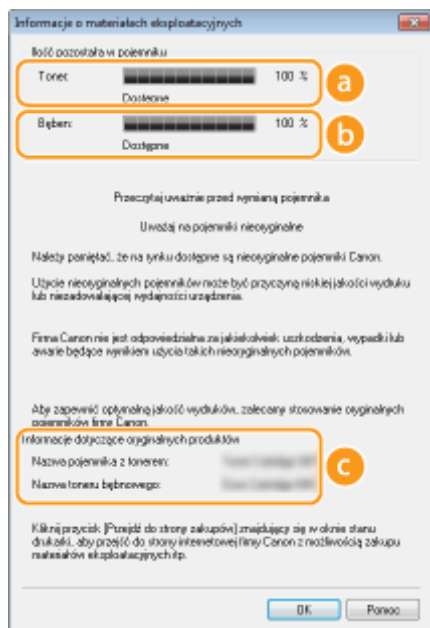 Informacje o materiałach eksploatacyjnych
Ilość pozostała w pojemniku
Toner: 100 %
Dostępne
a
Bęben: 100 %
Dostępne
b
Przeczytaj uważnie przed wymianą pojemnika
Uważaj na pojemniki nieoryginalne
Należy pamiętać, że na rynku dostępne są nieoryginalne pojemniki Canon.
Użycie nieoryginalnych pojemników może być przyczyną niskiej jakości wydruku
lub niezadowalającej wydajności urządzenia.
Firma Canon nie jest odpowiedzialna za jakiekolwiek uszkodzenia, wypadki lub
awarie będące wynikiem użycia takich nieoryginalnych pojemników.
Aby zapewnić optymalną jakość wydruków, zalecany stosowanie oryginalnych
pojemników firmy Canon.
Informacje dotyczące oryginalnych produktów
Nazwa pojemnika z tonerem:
Nazwa toneru bębnowego:
c
Kliknij przycisk [Przejdź do strony zakupów] znajdujący się w oknie stanu
drukarki, aby przejść do strony internetowej firmy Canon z możliwością zakupu
materiałów eksploatacyjnych itp.
OK Pomoc